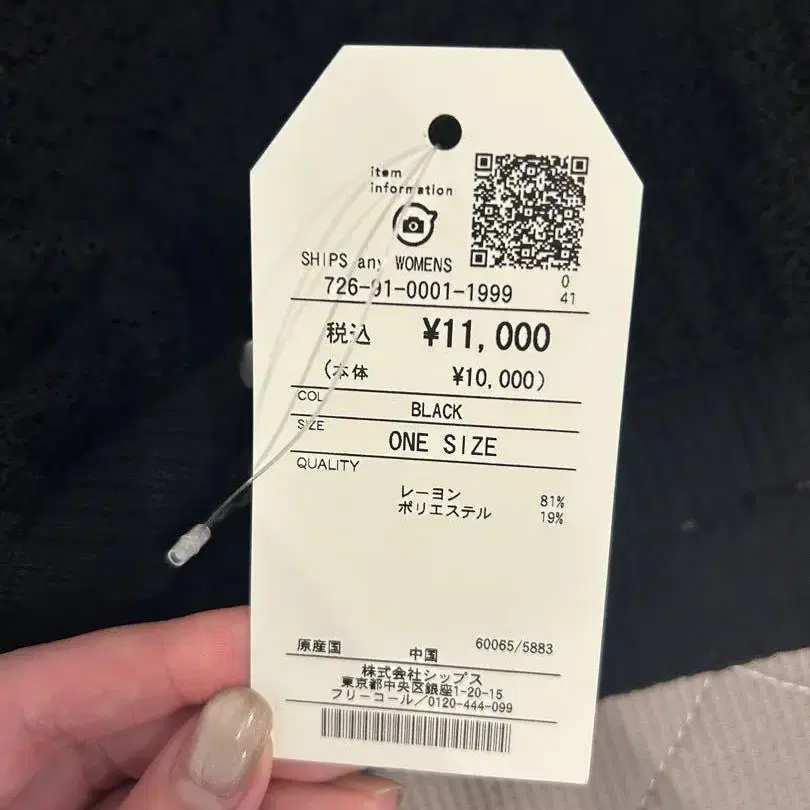 item
information
SHIPS any WOMENS
726-91-0001-1999
0
41
税込 ¥11,000
(本体 ¥10,000)
COL
BLACK
SIZE
ONE SIZE
QUALITY
レーヨン 81%
ポリエステル 19%
原産国 中国 60065/5883
株式会社シップス
東京都中央区銀座1-20-15
フリーコール/0120-444-099